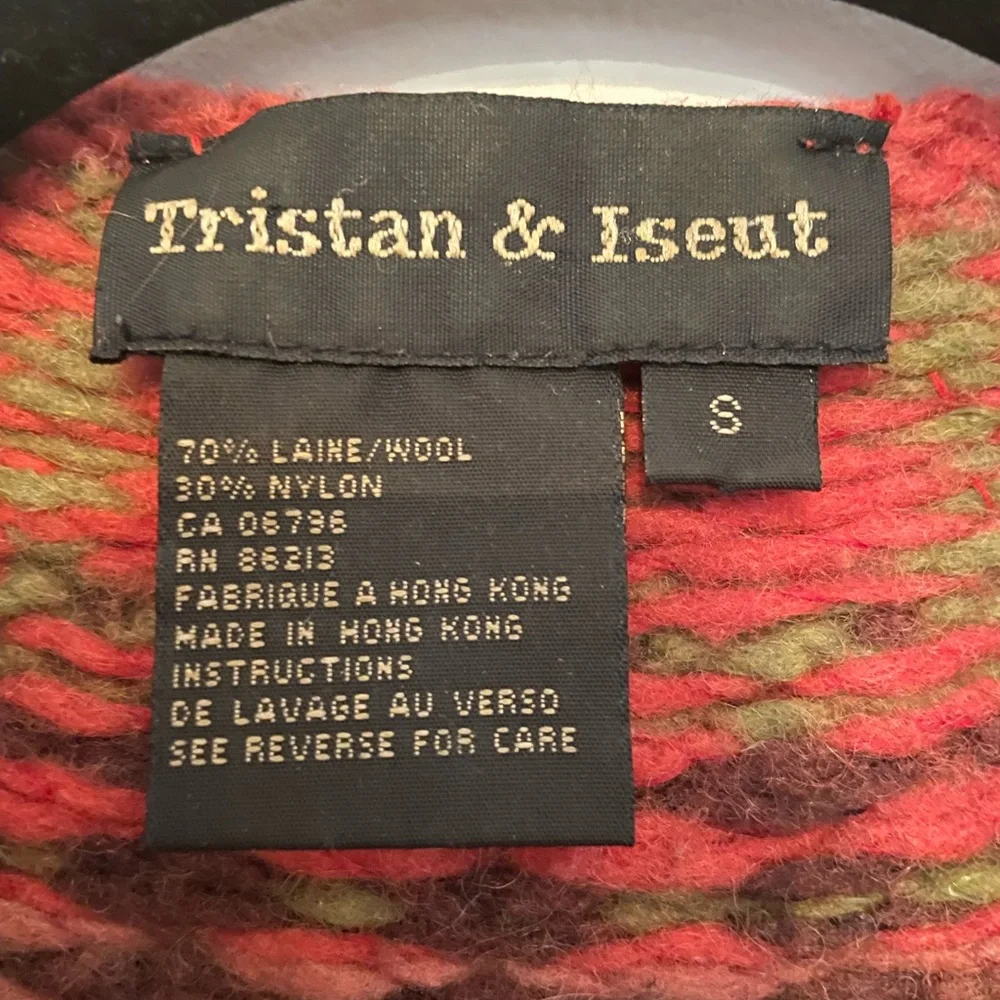 Tristan & Iseut
S
70% LAINE/WOOL
30% NYLON
CA 06796
RN 86213
FABRIQUE A HONG KONG
MADE IN HONG KONG
INSTRUCTIONS
DE LAVAGE AU VERSO
SEE REVERSE FOR CARE